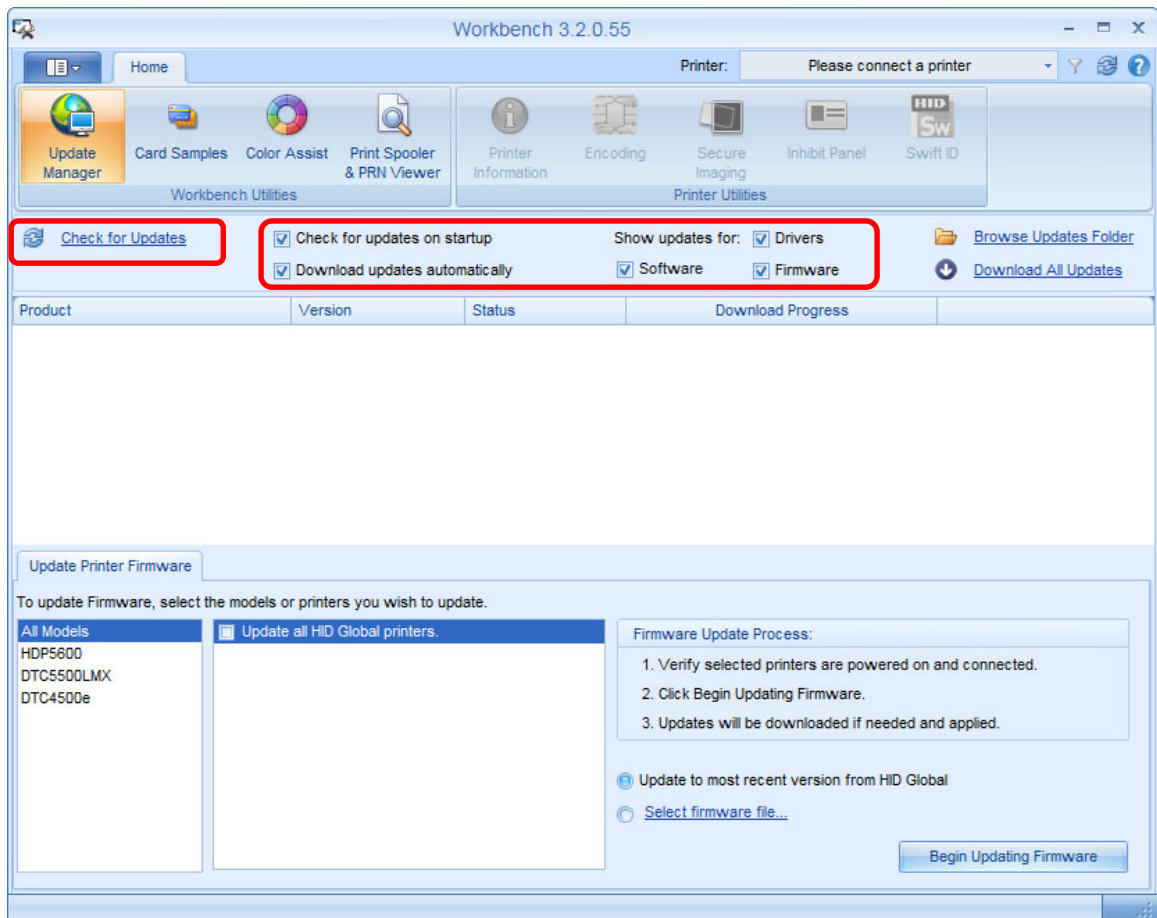 Workbench 3.2.0.55
Home
Printer: Please connect a printer
Update Manager
Card Samples
Color Assist
Print Spooler & PRN Viewer
Printer Information
Encoding
Secure Imaging
Inhibit Panel
HID Sw
Swift ID
Workbench Utilities
Printer Utilities
Check for Updates
Check for updates on startup
Show updates for:
Drivers
Browse Updates Folder
Download updates automatically
Software
Firmware
Download All Updates
Product Version Status Download Progress
Update Printer Firmware
To update Firmware, select the models or printers you wish to update.
All Models
HDP5600
DTC5500LMX
DTC4500e
Update all HID Global printers.
Firmware Update Process:
1. Verify selected printers are powered on and connected.
2. Click Begin Updating Firmware.
3. Updates will be downloaded if needed and applied.
Update to most recent version from HID Global
Select firmware file...
Begin Updating Firmware